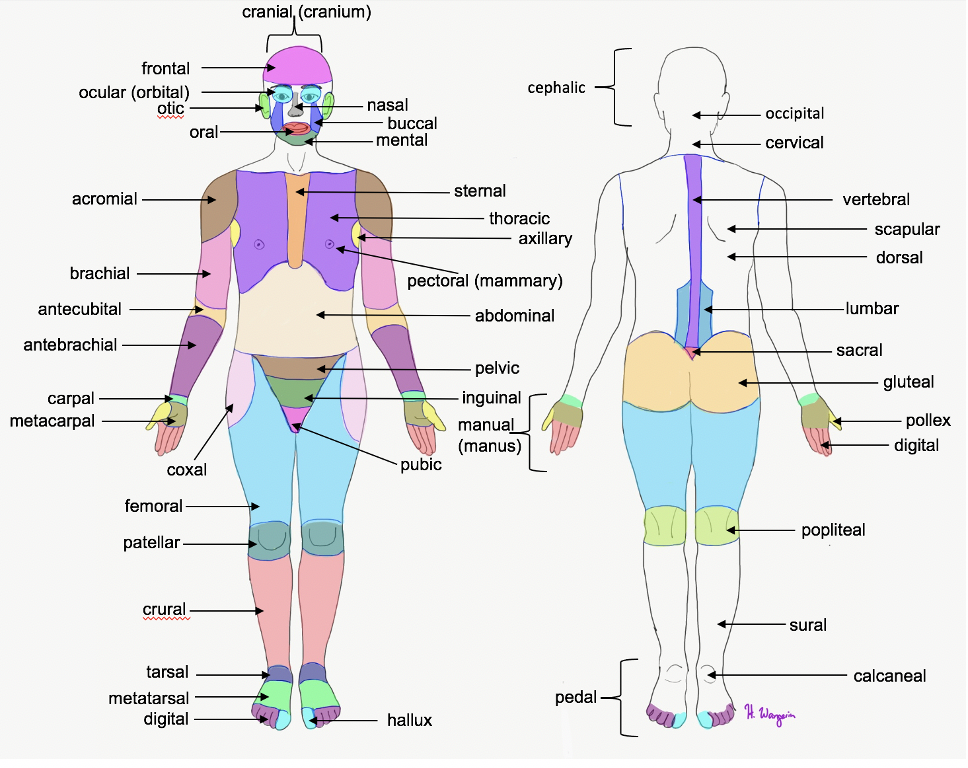 cranial (cranium)
frontal
ocular (orbital)
otic
oral
nasal
buccal
mental
acromial
sternal
thoracic
axillary
brachial
pectoral (mammary)
antecubital
abdominal
antebrachial
pelvic
carpal
inguinal
metacarpal
manual
(manus)
coxal
pubic
femoral
patellar
crural
tarsal
metatarsal
digital
hallux
cephalic
occipital
cervical
vertebral
scapular
dorsal
lumbar
sacral
gluteal
pollex
digital
popliteal
sural
calcaneal
pedal